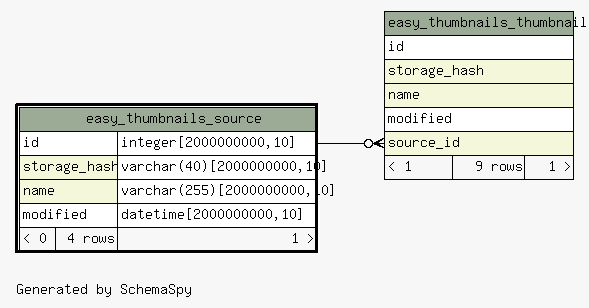 easy_thumbnails_thumbnail
id
storage_hash
name
modified
source_id
< 1 9 rows 1 >
easy_thumbnails_source
id integer[2000000000,10]
storage_hash varchar(40)[2000000000,10]
name varchar(255)[2000000000,10]
modified datetime[2000000000,10]
< 0 4 rows 1 >
Generated by SchemaSpy